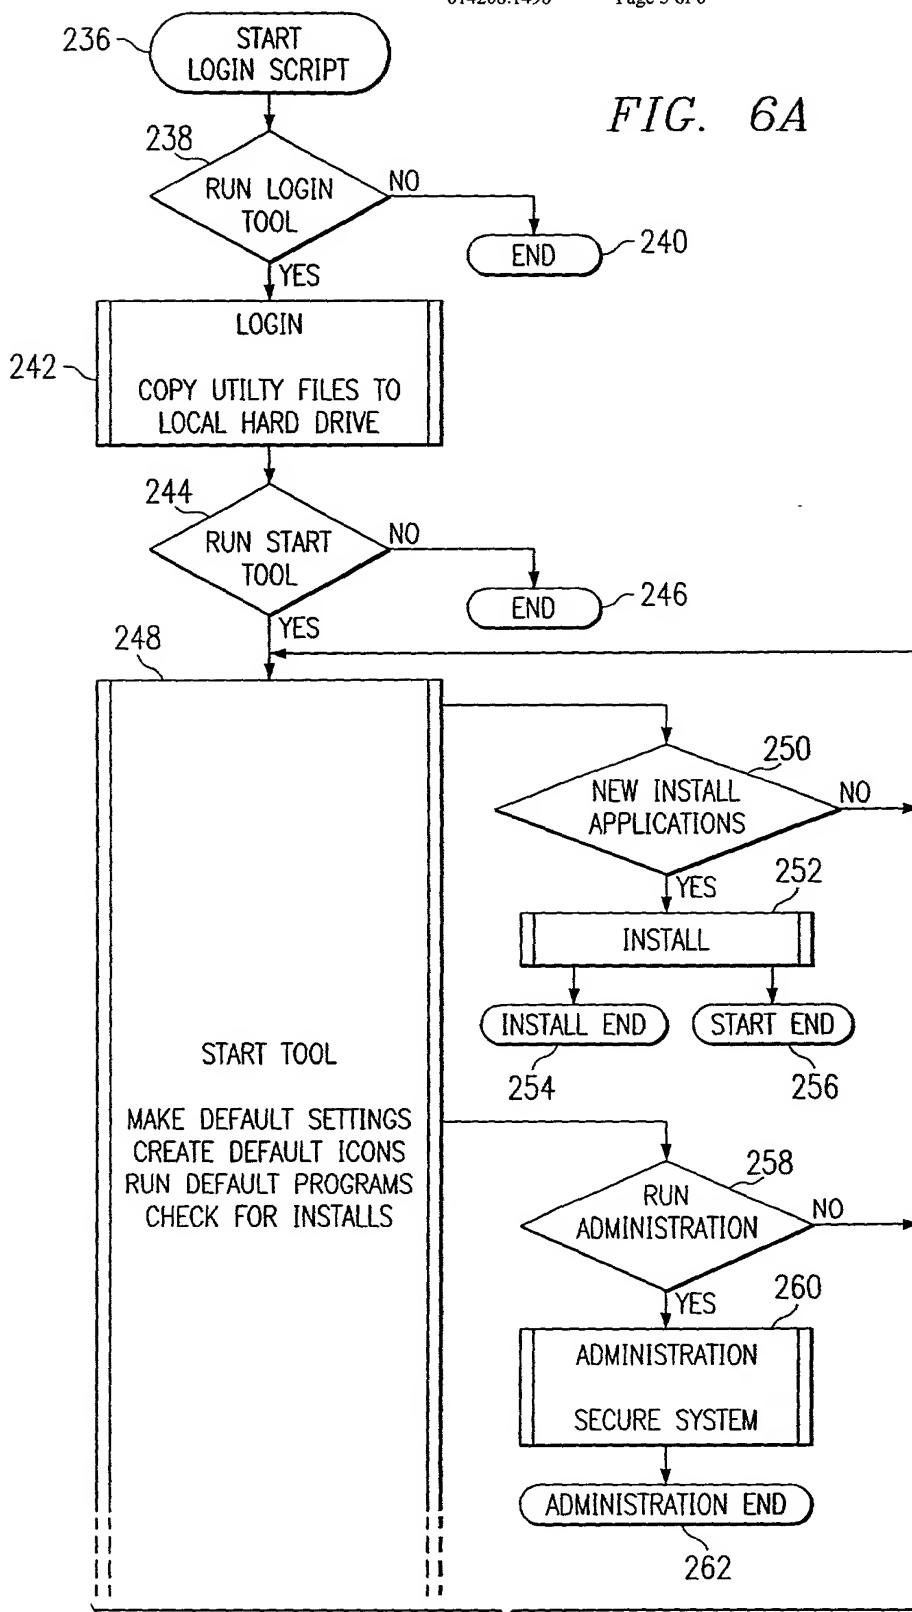 FIG. 6A
236
START
LOGIN SCRIPT
238
RUN LOGIN
TOOL
NO
END
240
YES
242
LOGIN
COPY UTILTY FILES TO
LOCAL HARD DRIVE
244
RUN START
TOOL
NO
END
246
YES
248
250
NEW INSTALL
APPLICATIONS
NO
YES
252
INSTALL
INSTALL END
START END
254
256
START TOOL
MAKE DEFAULT SETTINGS
CREATE DEFAULT ICONS
RUN DEFAULT PROGRAMS
CHECK FOR INSTALLS
258
RUN
ADMINISTRATION
NO
YES
260
ADMINISTRATION
SECURE SYSTEM
ADMINISTRATION END
262